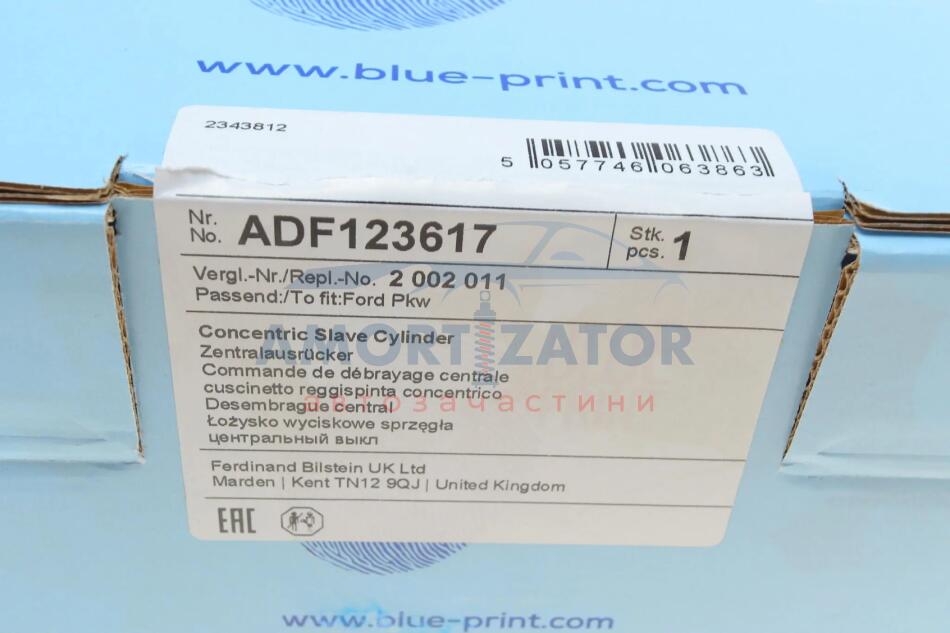 www.blue-print.com
2343812
5 057746 063863
Nr.
No. ADF123617
Stk.
pcs. 1
Vergl.-Nr./Repl.-No. 2 002 011
Passend:/To fit:Ford Pkw
AMORTIZATOR
автозачастини
Concentric Slave Cylinder
Zentralausrücker
Commande de débrayage centrale
cuscinetto reggispinta concentrico
Desembrague central
Łożysko wyciskowe sprzęgła
центральный выкл
Ferdinand Bilstein UK Ltd
Marden | Kent TN12 9QJ | United Kingdom
EAC
www.blue-print.com